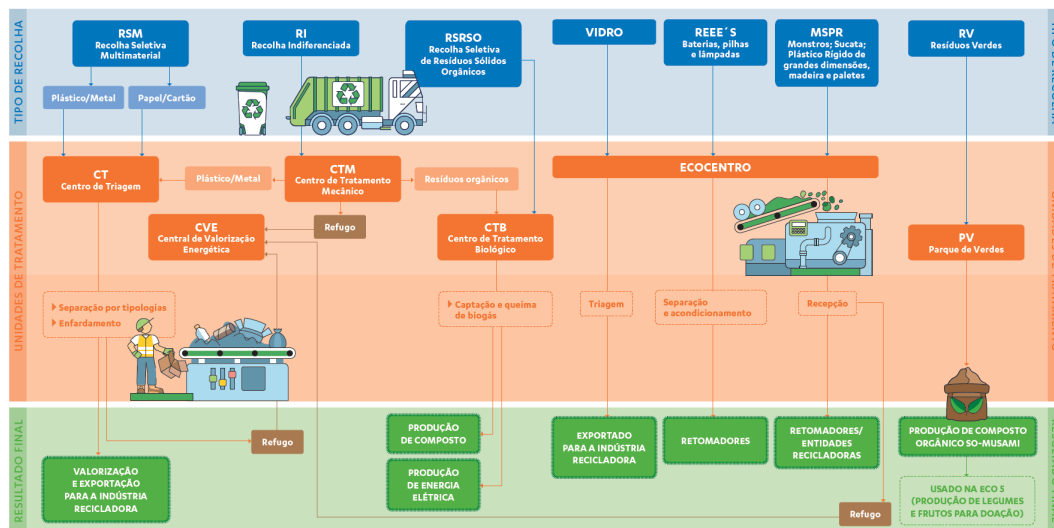 TIPO DE RECOLHA
RSM
Recolha Seletiva
Multimaterial
RI
Recolha Indiferenciada
RSRSO
Recolha Seletiva
de Resíduos Sólidos
Orgânicos
VIDRO
REEE´S
Baterias, pilhas
e lâmpadas
MSPR
Monstros; Sucata;
Plástico Rígido de
grandes dimensões,
madeira e paletes
RV
Resíduos Verdes
Plástico/Metal
Papel/Cartão
UNIDADES DE TRATAMENTO
CT
Centro de Triagem
Plástico/Metal
CTM
Centro de Tratamento
Mecânico
Resíduos orgânicos
ECOCENTRO
CVE
Central de Valorização
Energética
Refugo
CTB
Centro de Tratamento
Biológico
PV
Parque de Verdes
Separação por tipologias
Enfardamento
Captação e queima
de biogás
Triagem
Separação
e acondicionamento
Recepção
RESULTADO FINAL
Refugo
VALORIZAÇÃO
E EXPORTAÇÃO
PARA A INDÚSTRIA
RECICLADORA
PRODUÇÃO
DE COMPOSTO
PRODUÇÃO
DE ENERGIA
ELÉTRICA
EXPORTADO
PARA A INDÚSTRIA
RECICLADORA
RETOMADORES
RETOMADORES/
ENTIDADES
RECICLADORAS
PRODUÇÃO DE COMPOSTO
ORGÂNICO SO-MUSAMI
USADO NA ECO 5
(PRODUÇÃO DE LEGUMES
E FRUTOS PARA DOAÇÃO)
Refugo